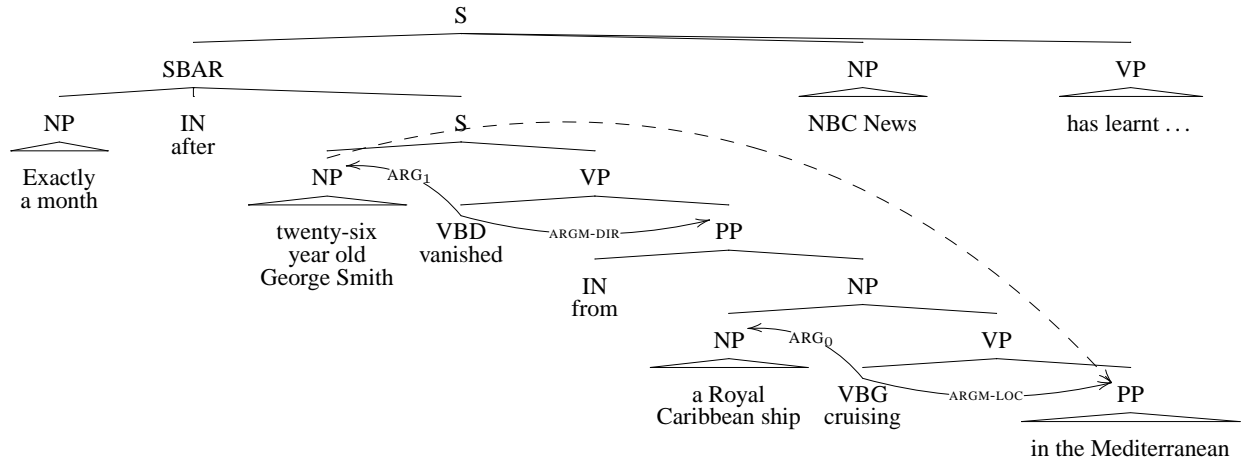 S
SBAR NP VP
NP IN S NBC News has learnt ...
Exactly
a month
after
NP VP
ARG1
twenty-six
year old
George Smith
VBD
vanished
ARGM-DIR
PP
IN
from
NP
NP VP
ARG0
a Royal
Caribbean ship
VBG
cruising
ARGM-LOC
PP
in the Mediterranean